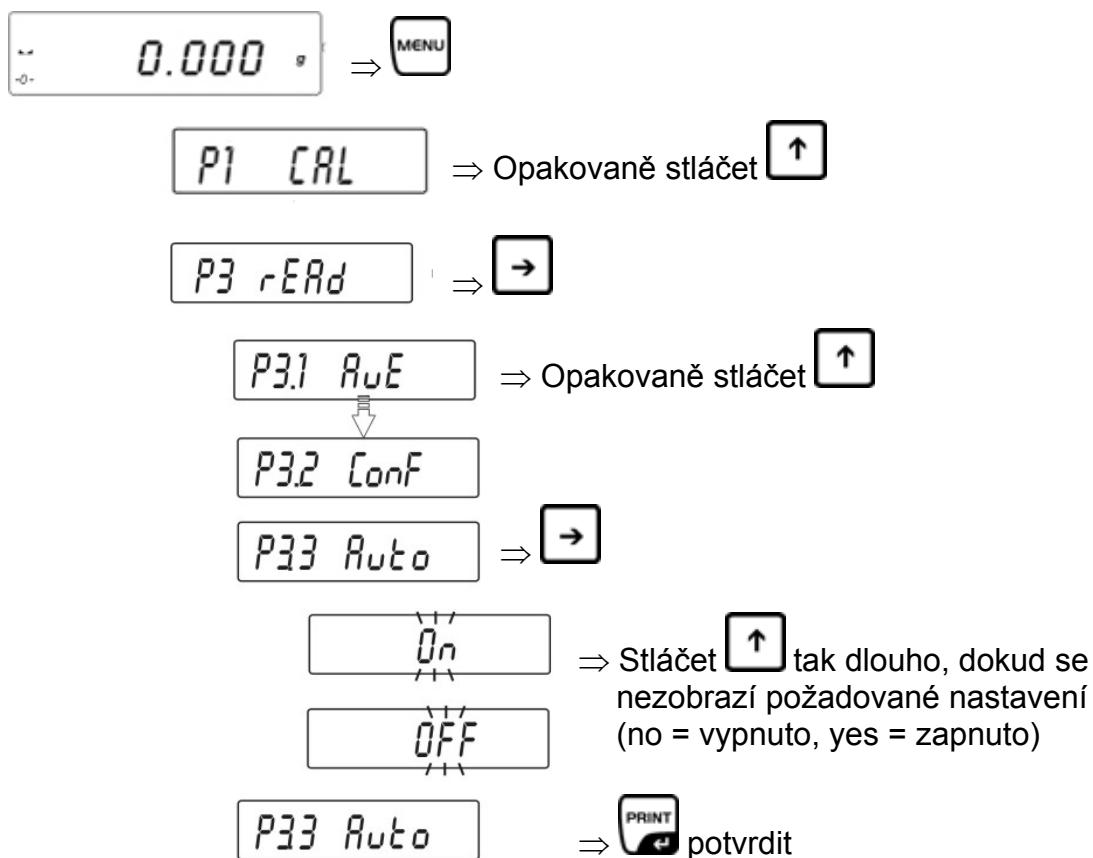 0.000 g ⇒ MENU
-0-
P1 CAL ⇒ Opakovaně stláčet ↑
P3 rEAd ⇒ →
P3.1 AvE ⇒ Opakovaně stláčet ↑
P3.2 ConF
P3.3 Auto ⇒ →
On ⇒ Stláčet ↑ tak dlouho, dokud se
nezobrazí požadované nastavení
OFF (no = vypnuto, yes = zapnuto)
P3.3 Auto ⇒ PRINT potvrdit